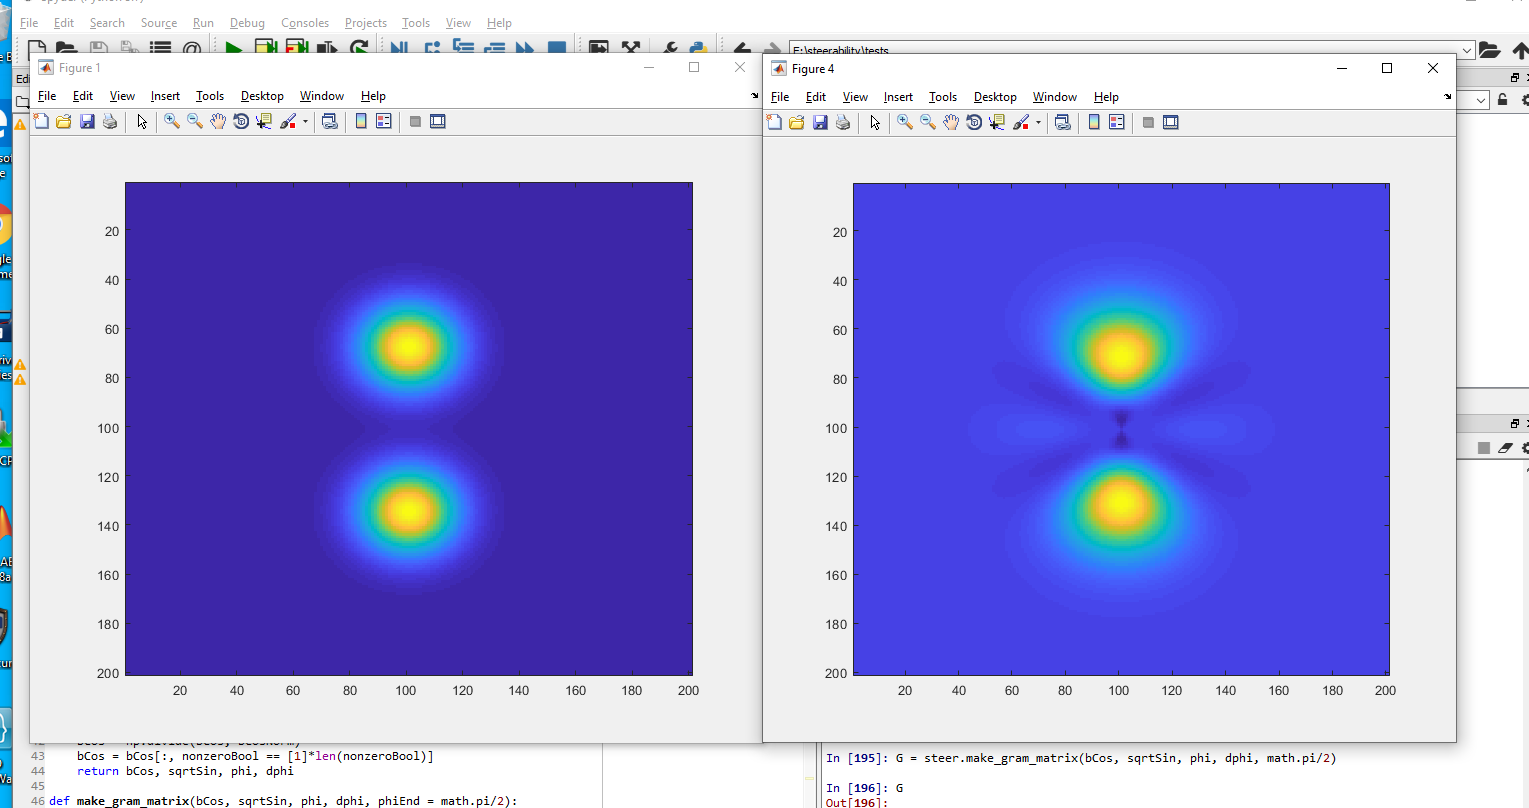 File Edit Search Source Run Debug Consoles Projects Tools View Help
E:\steerability\tests
Figure 1
File Edit View Insert Tools Desktop Window Help
20
40
60
80
100
120
140
160
180
200
20 40 60 80 100 120 140 160 180 200
Figure 4
File Edit View Insert Tools Desktop Window Help
20
40
60
80
100
120
140
160
180
200
20 40 60 80 100 120 140 160 180 200
43 bCos = bCos[:, nonzeroBool == [1]*len(nonzeroBool)]
44 return bCos, sqrtSin, phi, dphi
45
46 def make_gram_matrix(bCos, sqrtSin, phi, dphi, phiEnd = math.pi/2):
In [195]: G = steer.make_gram_matrix(bCos, sqrtSin, phi, dphi, math.pi/2)
In [196]: G
Out[196]: